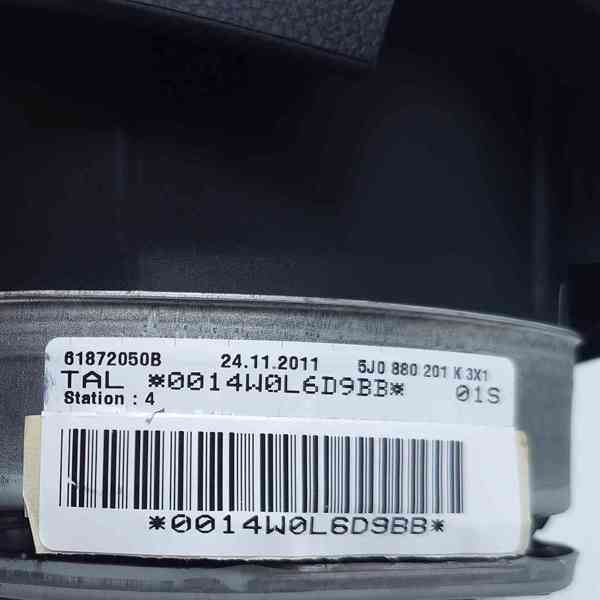 61872050B 24.11.2011 5J0 880 201 K 3X1
TAL *0014W0L6D9BB* 01S
Station : 4
*0014W0L6D9BB*